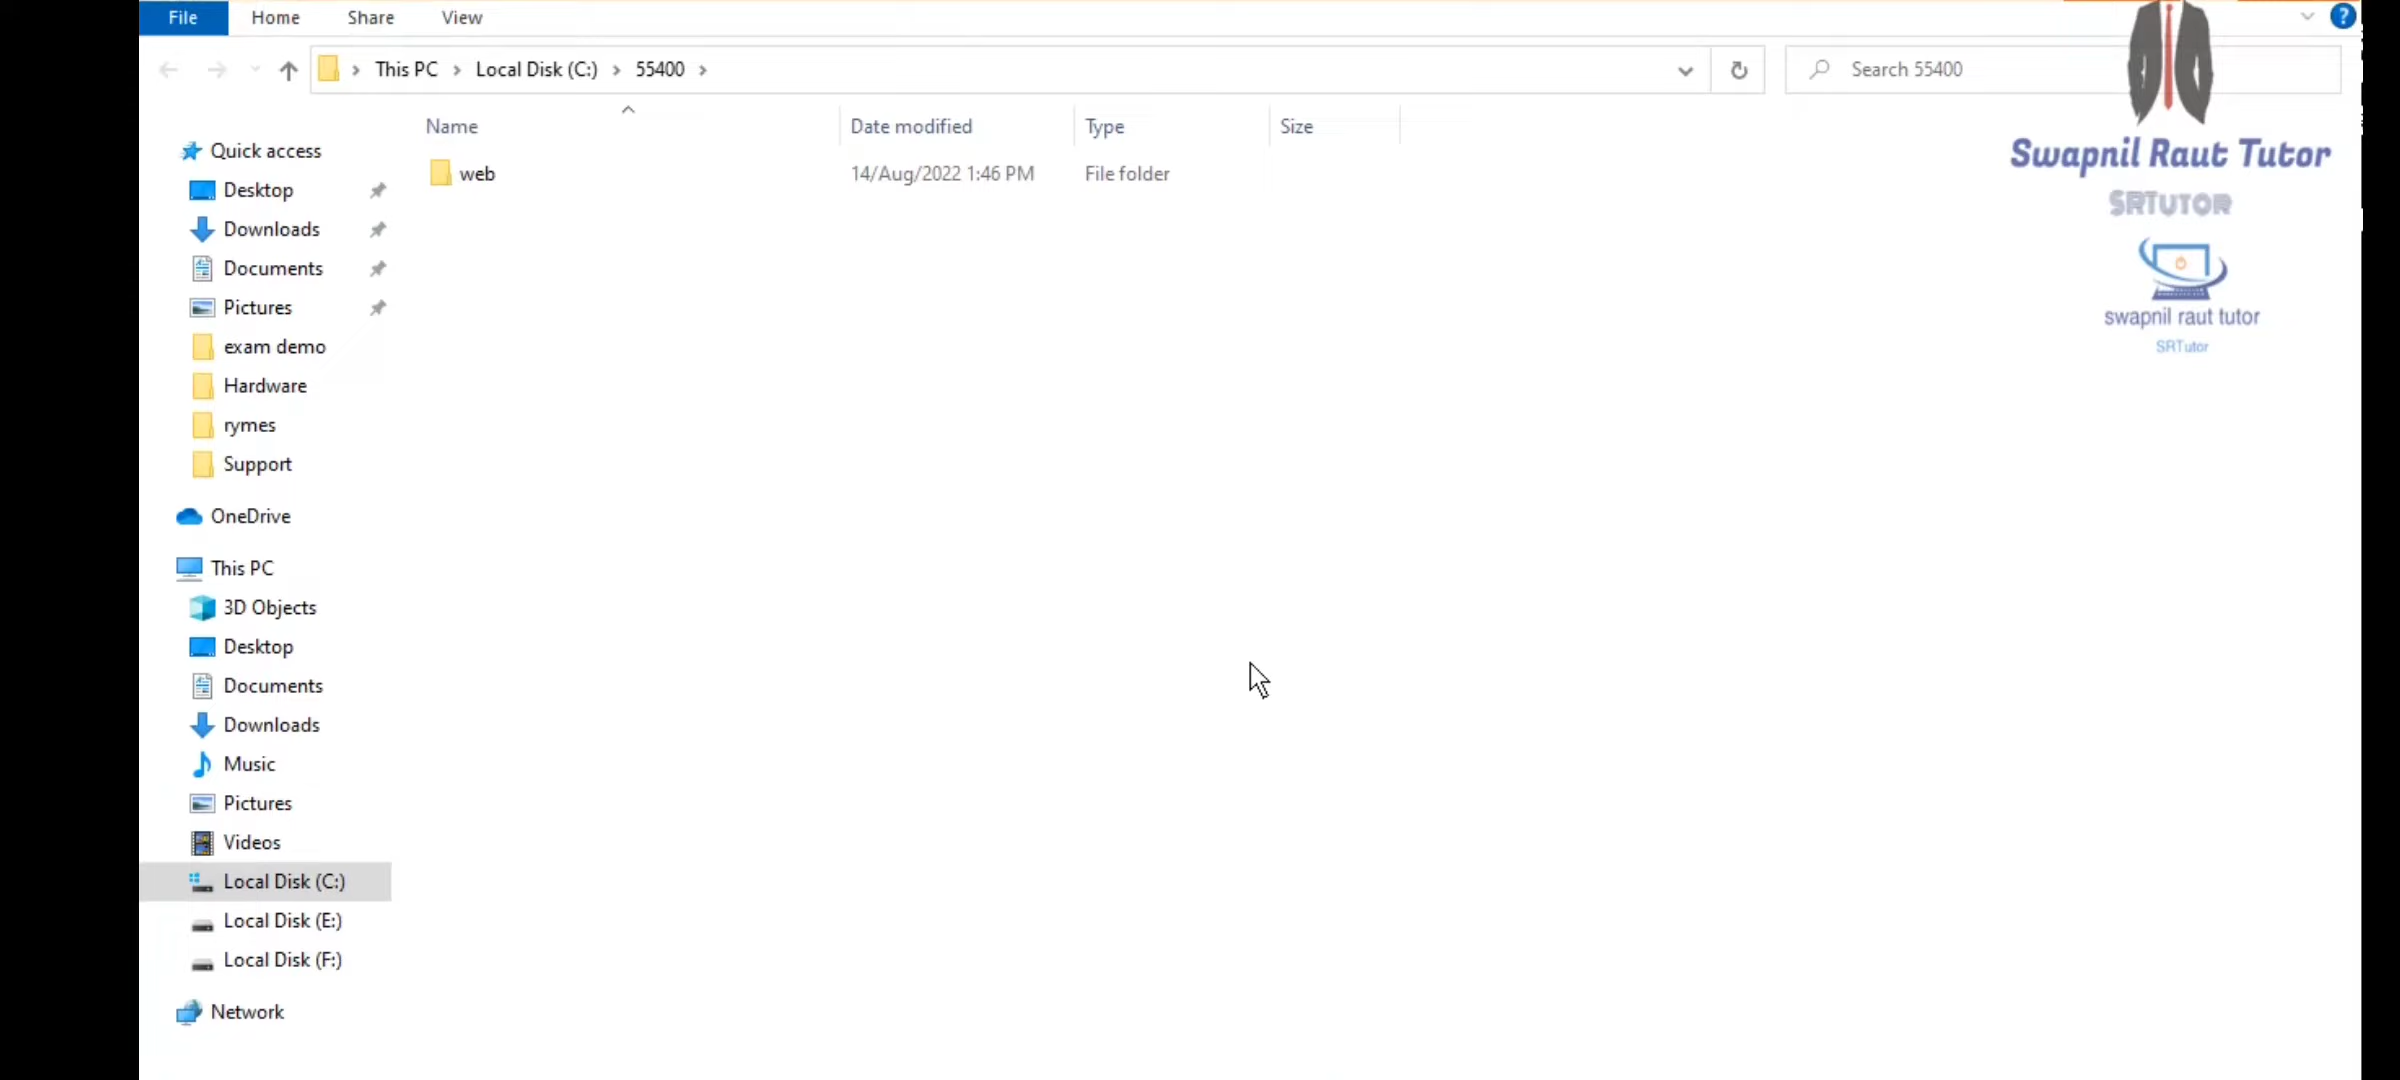 File Home Share View ?
This PC Local Disk (C:) 55400 Search 55400
Name Date modified Type Size
web 14/Aug/2022 1:46 PM File folder
Quick access
Desktop
Downloads
Documents
Pictures
exam demo
Hardware
rymes
Support
OneDrive
This PC
3D Objects
Desktop
Documents
Downloads
Music
Pictures
Videos
Local Disk (C:)
Local Disk (E:)
Local Disk (F:)
Network
Swapnil Raut Tutor
SRTUTOR
swapnil raut tutor
SRTutor